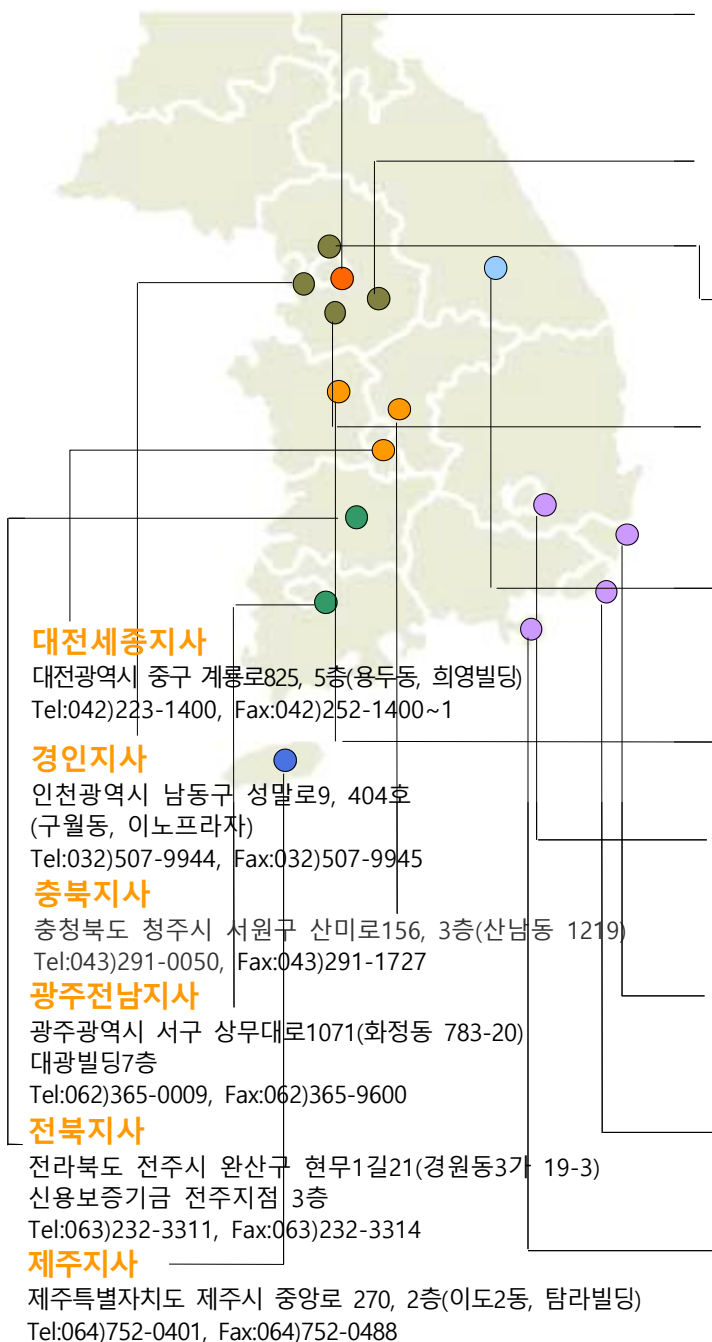 대전세종지사
대전광역시 중구 계룡로825, 5층(용두동, 희영빌딩)
Tel:042)223-1400, Fax:042)252-1400~1
경인지사
인천광역시 남동구 성말로9, 404호
(구월동, 이노프라자)
Tel:032)507-9944, Fax:032)507-9945
충북지사
충청북도 청주시 서원구 산미로156, 3층(산남동 1219)
Tel:043)291-0050, Fax:043)291-1727
광주전남지사
광주광역시 서구 상무대로1071(화정동 783-20)
대광빌딩7층
Tel:062)365-0009, Fax:062)365-9600
전북지사
전라북도 전주시 완산구 현무1길21(경원동3가 19-3)
신용보증기금 전주지점 3층
Tel:063)232-3311, Fax:063)232-3314
제주지사
제주특별자치도 제주시 중앙로 270, 2층(이도2동, 탐라빌딩)
Tel:064)752-0401, Fax:064)752-0488